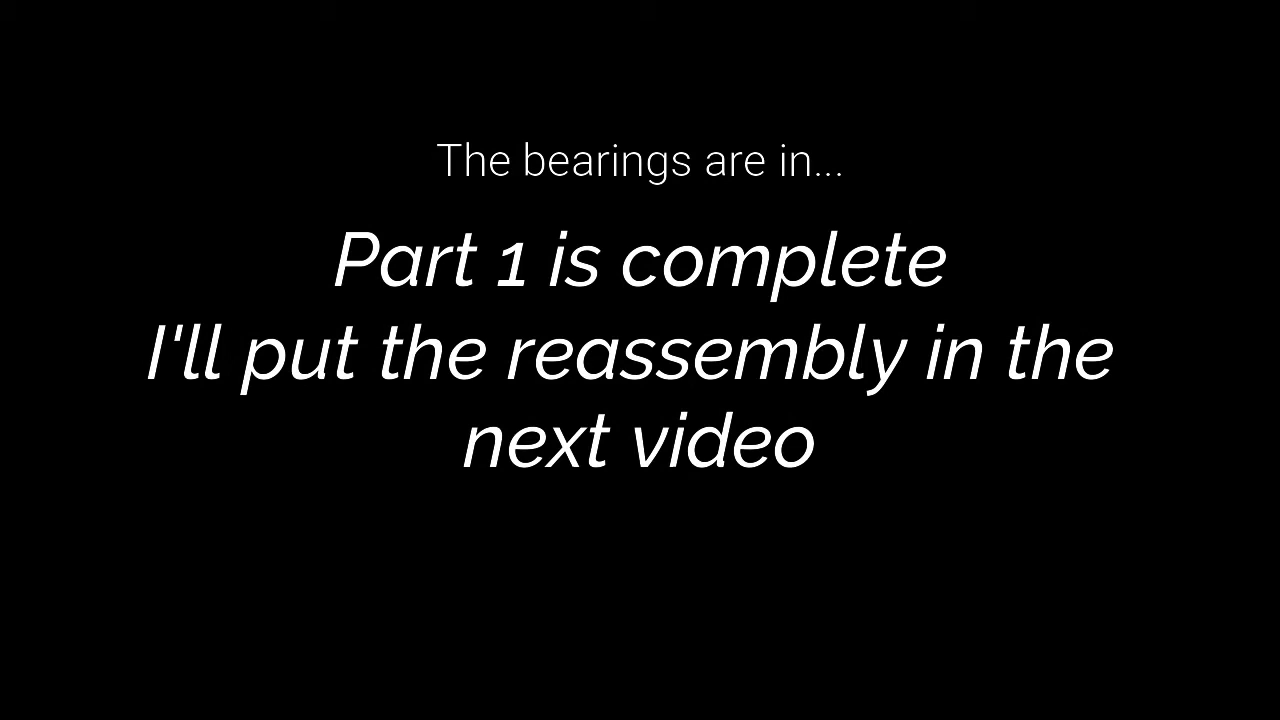 The bearings are in...
Part 1 is complete
I'll put the reassembly in the
next video